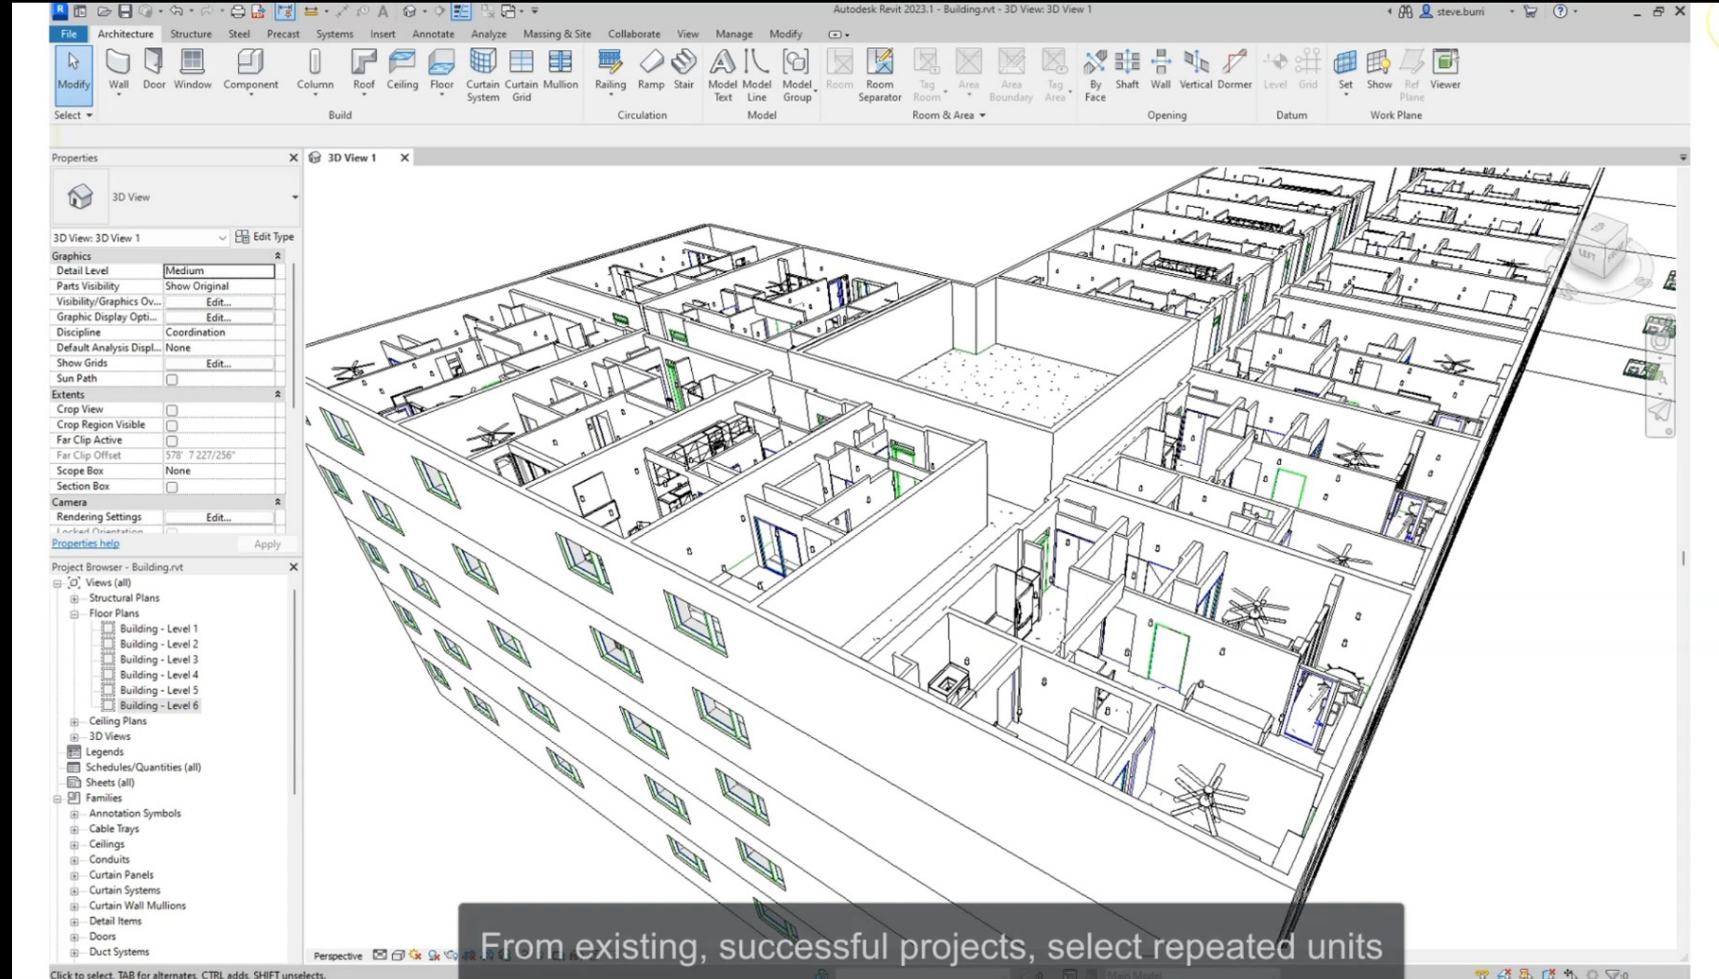 Autodesk Revit 2023.1 - Building.rvt - 3D View: 3D View 1
steve.burri
File Architecture Structure Steel Precast Systems Insert Annotate Analyze Massing & Site Collaborate View Manage Modify
Modify Wall Door Window Component Column Roof Ceiling Floor Curtain System Curtain Grid Mullion Railing Ramp Stair Model Text Model Line Model Group Room Room Separator Tag Room Area Area Boundary Tag Area By Face Shaft Wall Vertical Dormer Level Grid Set Show Ref Plane Viewer
Select Build Circulation Model Room & Area Opening Datum Work Plane
Properties
3D View 1
3D View
3D View: 3D View 1 Edit Type
Graphics
Detail Level Medium
Parts Visibility Show Original
Visibility/Graphics Ov... Edit...
Graphic Display Opti... Edit...
Discipline Coordination
Default Analysis Displ... None
Show Grids Edit...
Sun Path
Extents
Crop View
Crop Region Visible
Far Clip Active
Far Clip Offset 578' 7 227/256"
Scope Box None
Section Box
Camera
Rendering Settings Edit...
Locked Orientation
Properties help Apply
LEFT
Project Browser - Building.rvt
Views (all)
Structural Plans
Floor Plans
Building - Level 1
Building - Level 2
Building - Level 3
Building - Level 4
Building - Level 5
Building - Level 6
Ceiling Plans
3D Views
Legends
Schedules/Quantities (all)
Sheets (all)
Families
Annotation Symbols
Cable Trays
Ceilings
Conduits
Curtain Panels
Curtain Systems
Curtain Wall Mullions
Detail Items
Doors
Duct Systems
Perspective
From existing, successful projects, select repeated units
Click to select, TAB for alternates, CTRL adds, SHIFT unselects.
Main Model